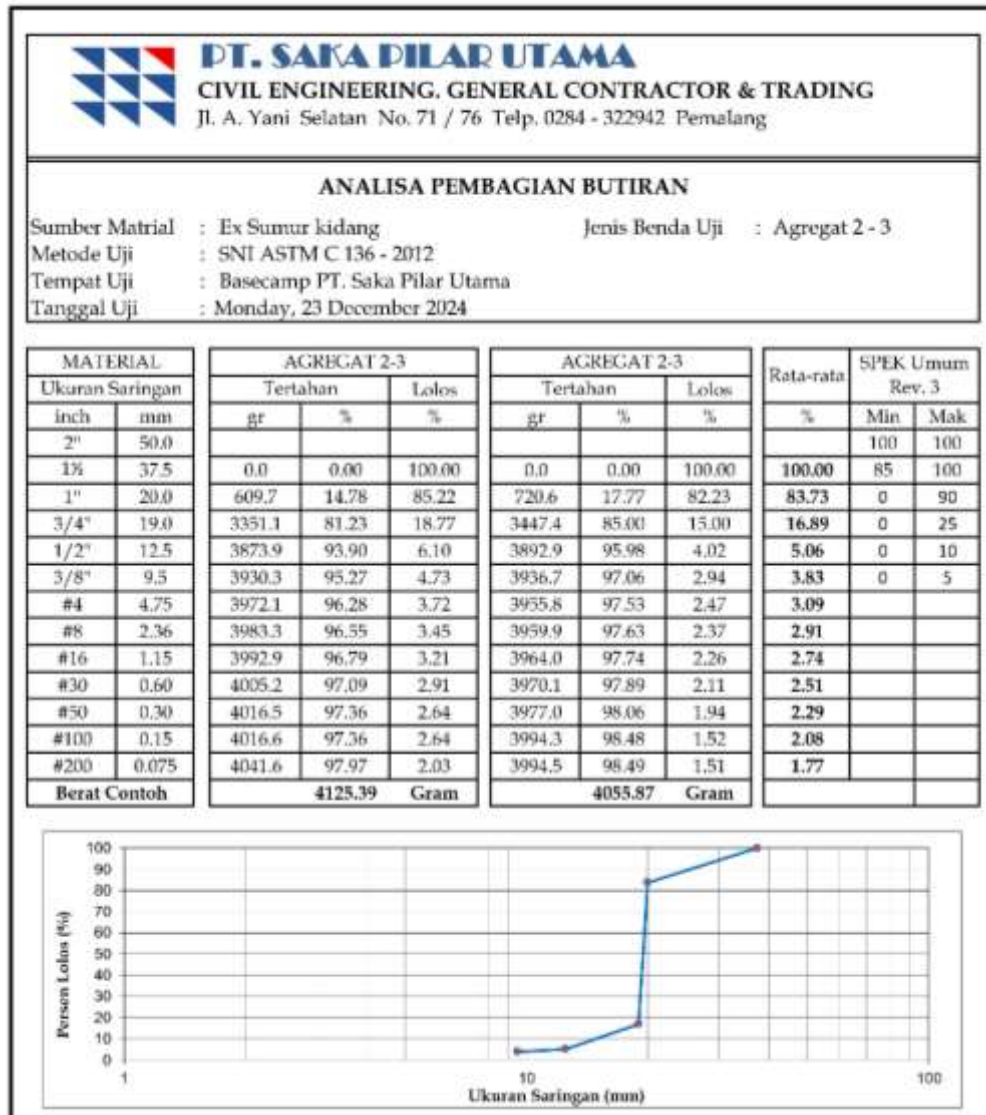 PT. SAKA PILAR UTAMA
CIVIL ENGINEERING. GENERAL CONTRACTOR & TRADING
Jl. A. Yani Selatan No. 71 / 76 Telp. 0284 - 322942 Pemalang
ANALISA PEMBAGIAN BUTIRAN
Sumber Matrial : Ex Sumur kidang Jenis Benda Uji : Agregat 2 - 3
Metode Uji : SNI ASTM C 136 - 2012
Tempat Uji : Basecamp PT. Saka Pilar Utama
Tanggal Uji : Monday, 23 December 2024
MATERIAL AGREGAT 2-3 AGREGAT 2-3 Rata-rata SPEK Umum
Ukuran Saringan Tertahan Lolos Tertahan Lolos Rev. 3
inch mm gr % % gr % % % Min Mak
2" 50.0 100 100
1½ 37.5 0.0 0.00 100.00 0.0 0.00 100.00 100.00 85 100
1" 20.0 609.7 14.78 85.22 720.6 17.77 82.23 83.73 0 90
3/4" 19.0 3351.1 81.23 18.77 3447.4 85.00 15.00 16.89 0 25
1/2" 12.5 3873.9 93.90 6.10 3892.9 95.98 4.02 5.06 0 10
3/8" 9.5 3930.3 95.27 4.73 3936.7 97.06 2.94 3.83 0 5
#4 4.75 3972.1 96.28 3.72 3955.8 97.53 2.47 3.09
#8 2.36 3983.3 96.55 3.45 3959.9 97.63 2.37 2.91
#16 1.15 3992.9 96.79 3.21 3964.0 97.74 2.26 2.74
#30 0.60 4005.2 97.09 2.91 3970.1 97.89 2.11 2.51
#50 0.30 4016.5 97.36 2.64 3977.0 98.06 1.94 2.29
#100 0.15 4016.6 97.36 2.64 3994.3 98.48 1.52 2.08
#200 0.075 4041.6 97.97 2.03 3994.5 98.49 1.51 1.77
Berat Contoh 4125.39 Gram 4055.87 Gram
Persen Lolos (%)
100
90
80
70
60
50
40
30
20
10
0
1 10 100
Ukuran Saringan (mm)